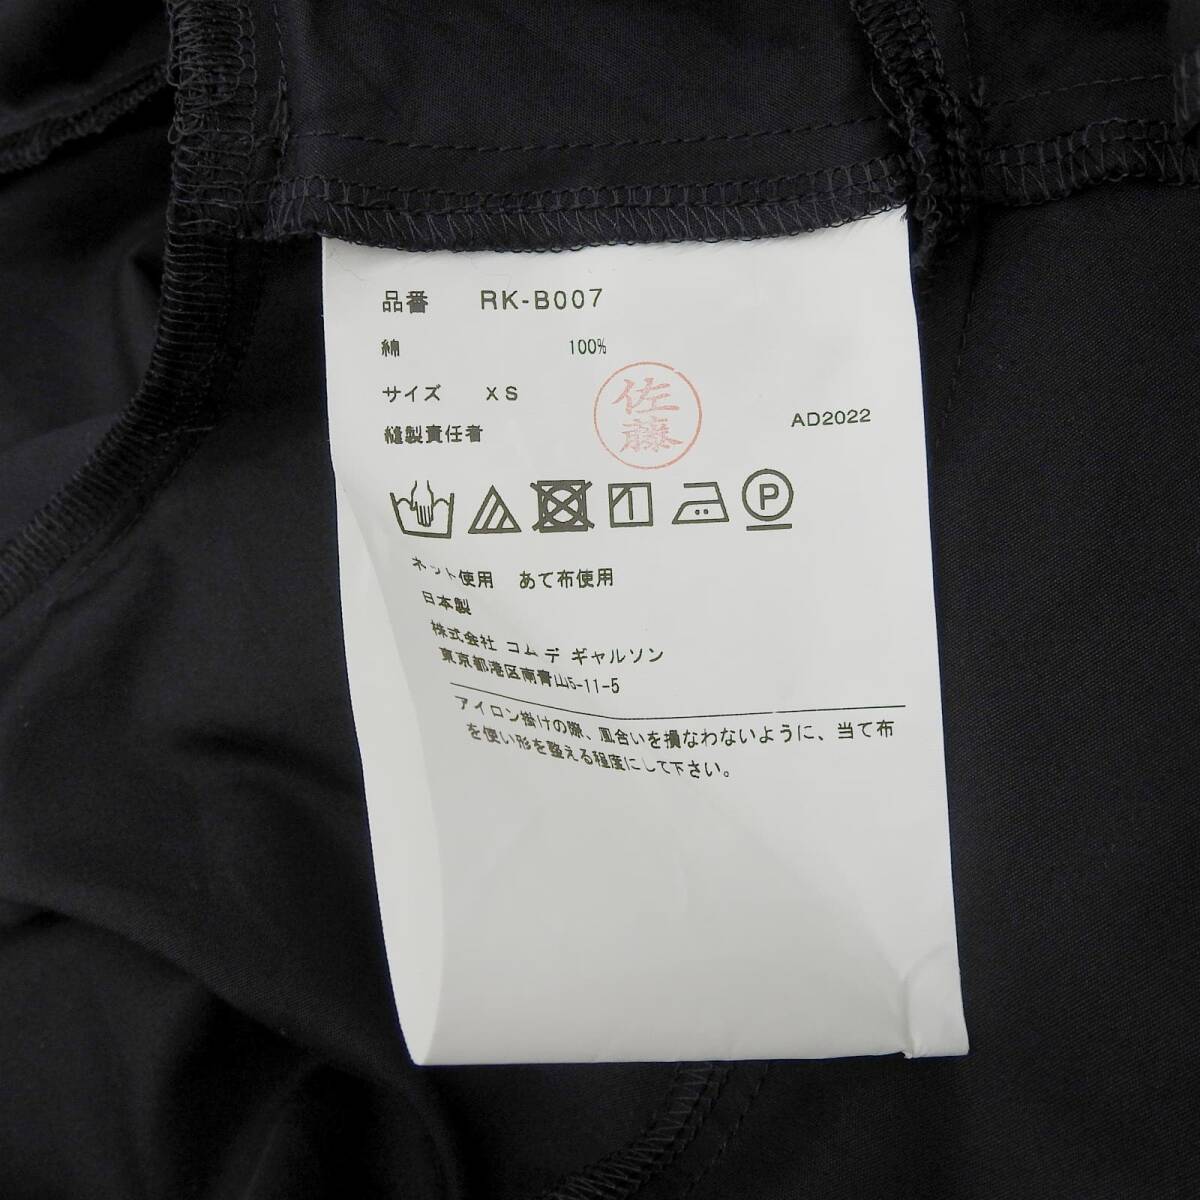 品番 RK-B007
綿 100%
サイズ XS
佐藤
縫製責任者 AD2022
P
ネット使用 あて布使用
日本製
株式会社 コム デ ギャルソン
東京都港区南青山5-11-5
アイロン掛けの際、風合いを損なわないように、当て布
を使い形を整える程度にして下さい。